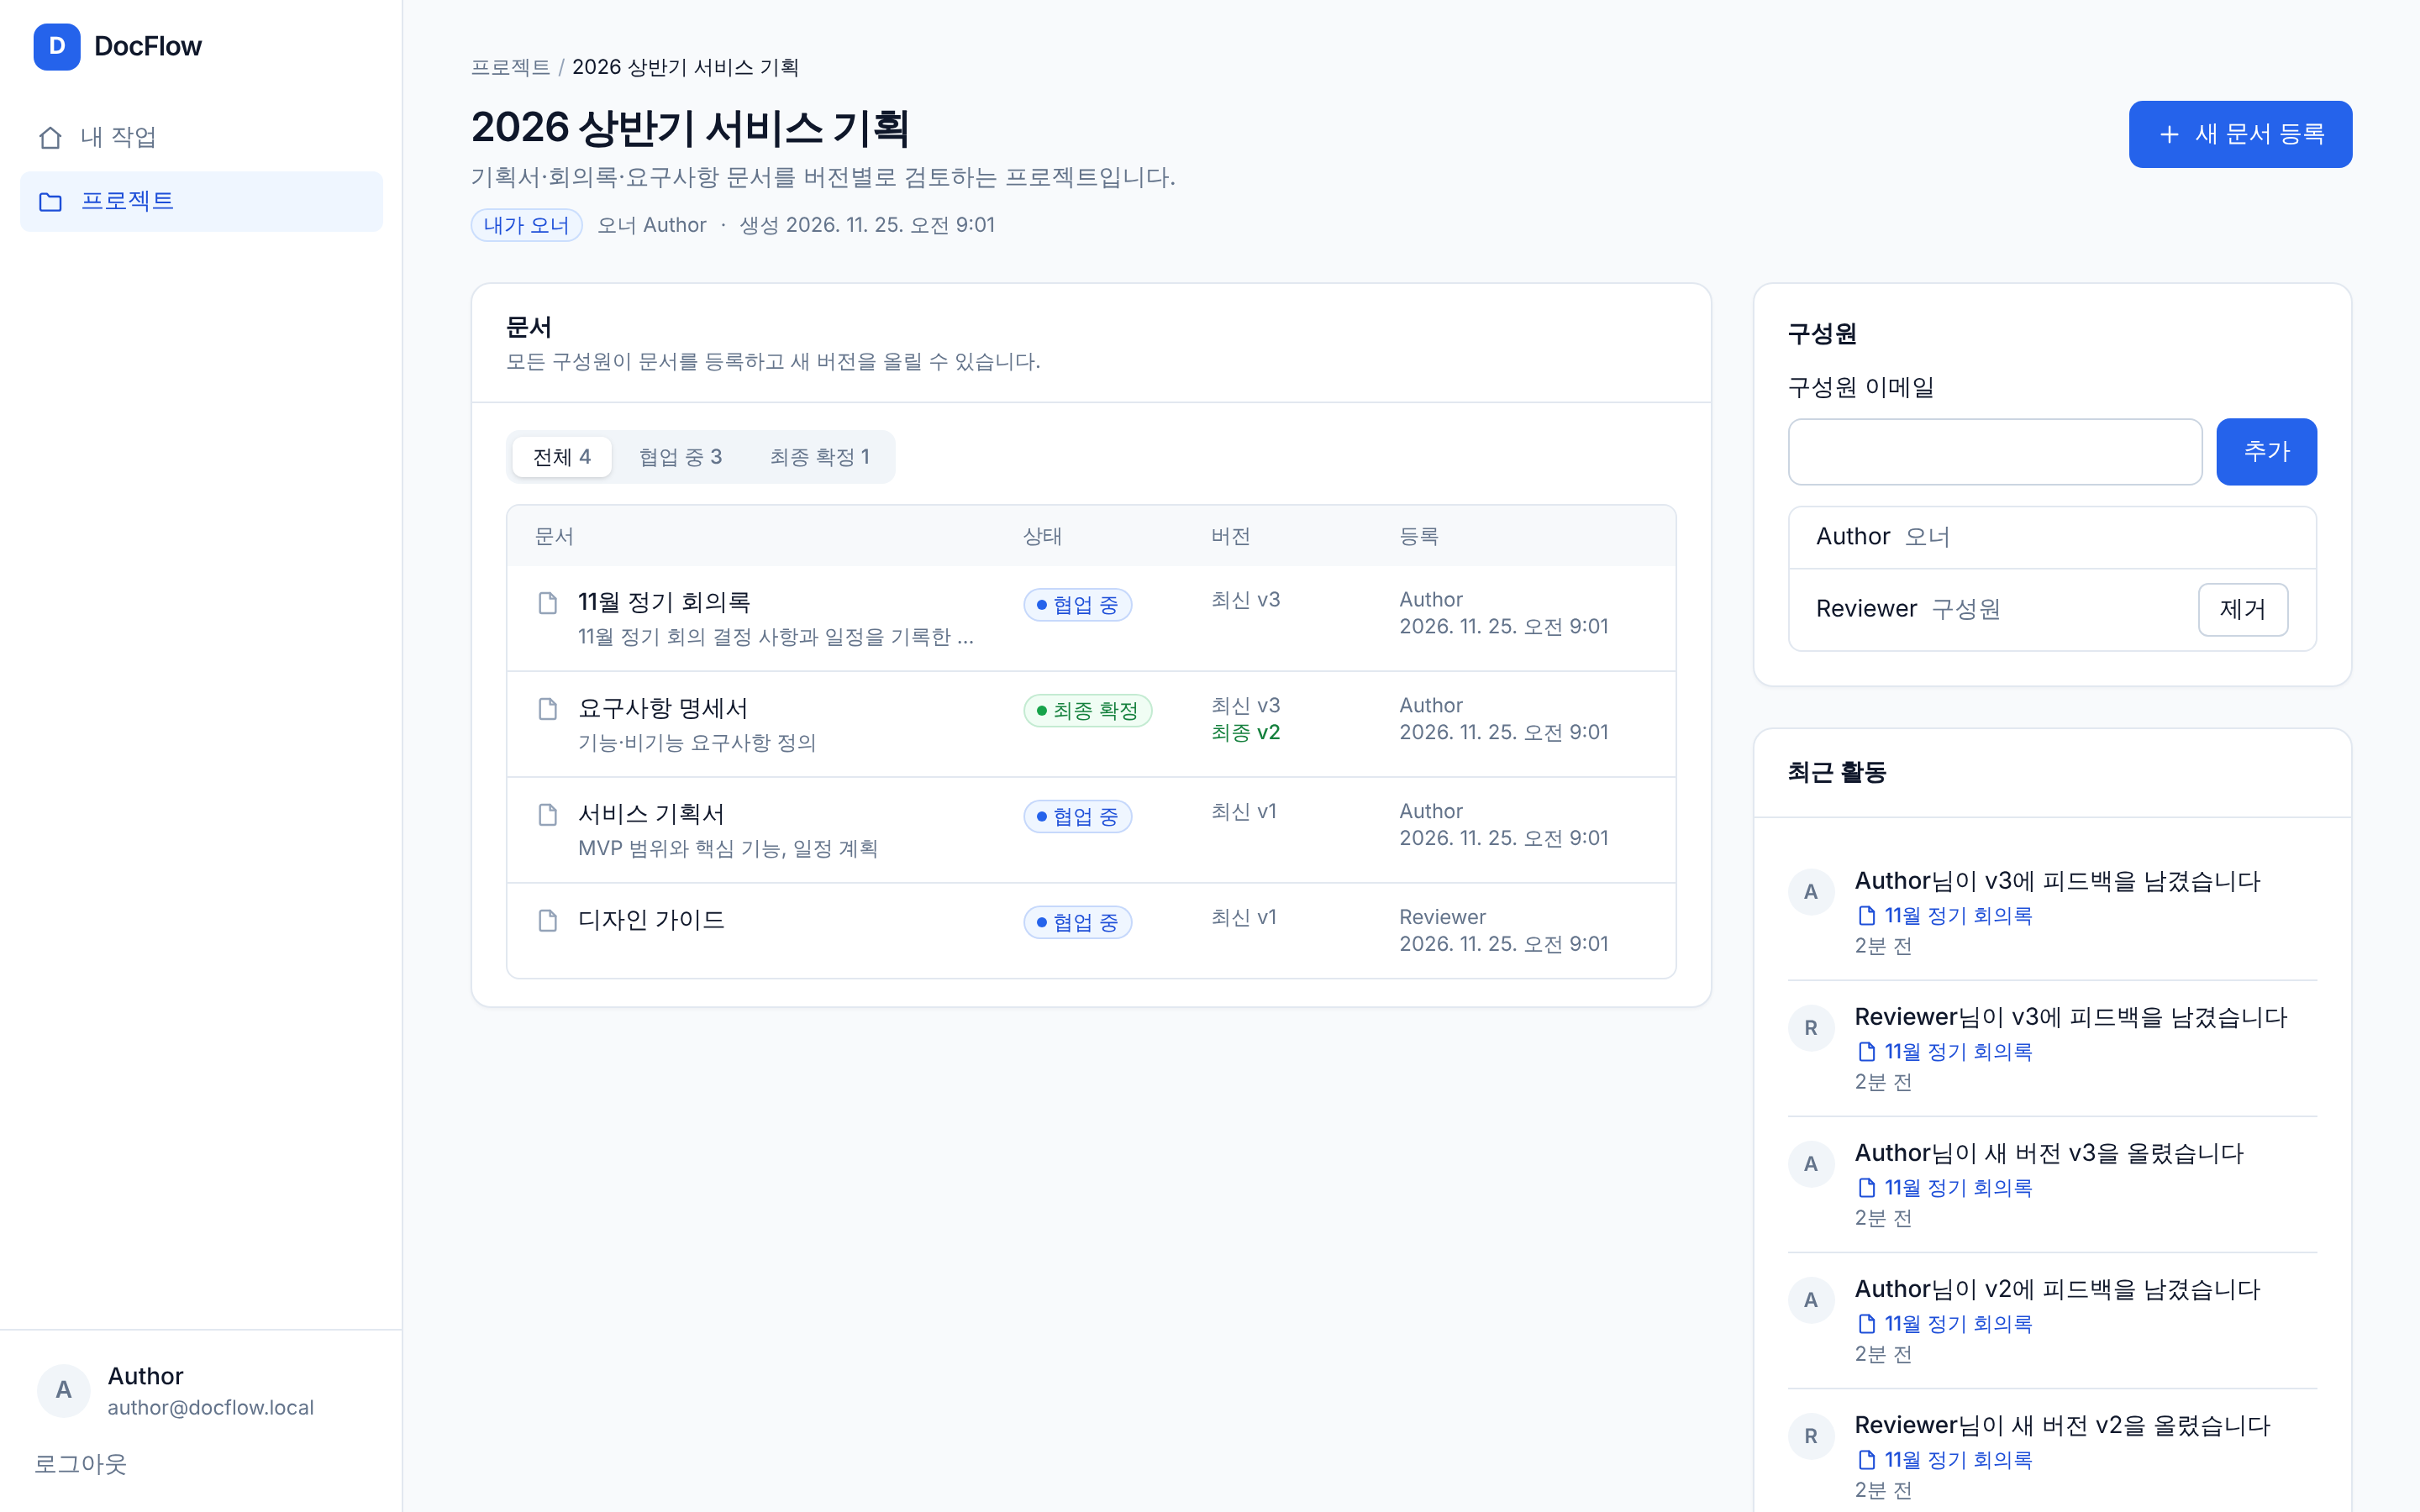 D DocFlow
내 작업
프로젝트
Author
A
author@docflow.local
로그아웃
프로젝트 / 2026 상반기 서비스 기획
2026 상반기 서비스 기획
기획서·회의록·요구사항 문서를 버전별로 검토하는 프로젝트입니다.
내가 오너 오너 Author · 생성 2026. 11. 25. 오전 9:01
+ 새 문서 등록
문서
모든 구성원이 문서를 등록하고 새 버전을 올릴 수 있습니다.
전체 4 협업 중 3 최종 확정 1
문서 상태 버전 등록
11월 정기 회의록 협업 중 최신 v3 Author
11월 정기 회의 결정 사항과 일정을 기록한 ... 2026. 11. 25. 오전 9:01
요구사항 명세서 최종 확정 최신 v3 Author
기능·비기능 요구사항 정의 최종 v2 2026. 11. 25. 오전 9:01
서비스 기획서 협업 중 최신 v1 Author
MVP 범위와 핵심 기능, 일정 계획 2026. 11. 25. 오전 9:01
디자인 가이드 협업 중 최신 v1 Reviewer
2026. 11. 25. 오전 9:01
구성원
구성원 이메일
추가
Author 오너
Reviewer 구성원 제거
최근 활동
A Author님이 v3에 피드백을 남겼습니다
11월 정기 회의록
2분 전
R Reviewer님이 v3에 피드백을 남겼습니다
11월 정기 회의록
2분 전
A Author님이 새 버전 v3을 올렸습니다
11월 정기 회의록
2분 전
A Author님이 v2에 피드백을 남겼습니다
11월 정기 회의록
2분 전
R Reviewer님이 새 버전 v2을 올렸습니다
11월 정기 회의록
2분 전